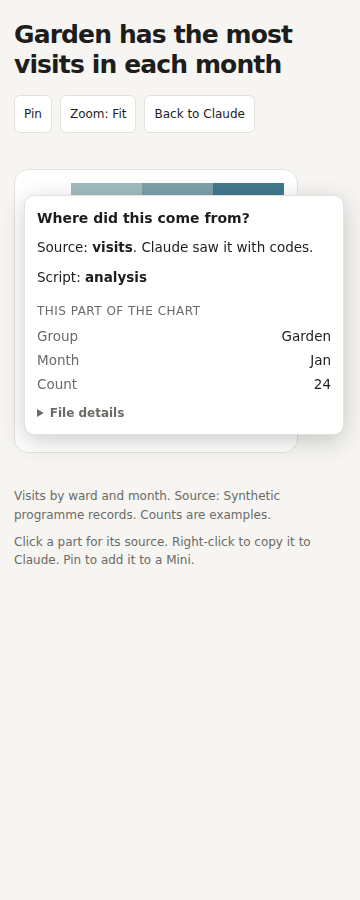 Garden has the most
visits in each month
Pin
Zoom: Fit
Back to Claude
Where did this come from?
Source: visits. Claude saw it with codes.
Script: analysis
THIS PART OF THE CHART
Group Garden
Month Jan
Count 24
File details
Visits by ward and month. Source: Synthetic
programme records. Counts are examples.
Click a part for its source. Right-click to copy it to
Claude. Pin to add it to a Mini.